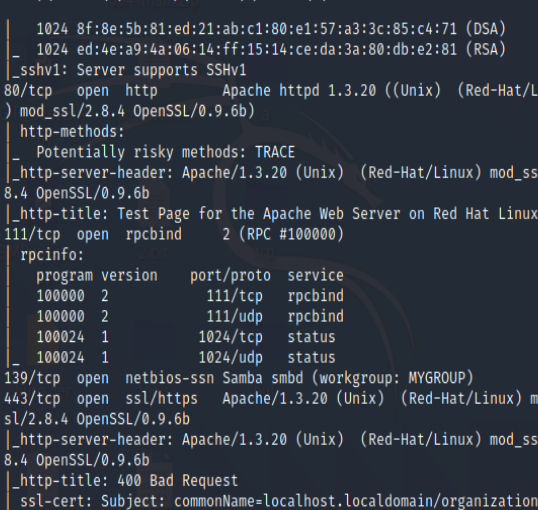 | 1024 8f:8e:5b:81:ed:21:ab:c1:80:e1:57:a3:3c:85:c4:71 (DSA)
|_ 1024 ed:4e:a9:4a:06:14:ff:15:14:ce:da:3a:80:db:e2:81 (RSA)
|_sshv1: Server supports SSHv1
80/tcp open http Apache httpd 1.3.20 ((Unix) (Red-Hat/L
) mod_ssl/2.8.4 OpenSSL/0.9.6b)
| http-methods:
|_ Potentially risky methods: TRACE
|_http-server-header: Apache/1.3.20 (Unix) (Red-Hat/Linux) mod_ss
8.4 OpenSSL/0.9.6b
|_http-title: Test Page for the Apache Web Server on Red Hat Linux
111/tcp open rpcbind 2 (RPC #100000)
| rpcinfo:
| program version port/proto service
| 100000 2 111/tcp rpcbind
| 100000 2 111/udp rpcbind
| 100024 1 1024/tcp status
|_ 100024 1 1024/udp status
139/tcp open netbios-ssn Samba smbd (workgroup: MYGROUP)
443/tcp open ssl/https Apache/1.3.20 (Unix) (Red-Hat/Linux) m
sl/2.8.4 OpenSSL/0.9.6b
|_http-server-header: Apache/1.3.20 (Unix) (Red-Hat/Linux) mod_ss
8.4 OpenSSL/0.9.6b
|_http-title: 400 Bad Request
| ssl-cert: Subject: commonName=localhost.localdomain/organization